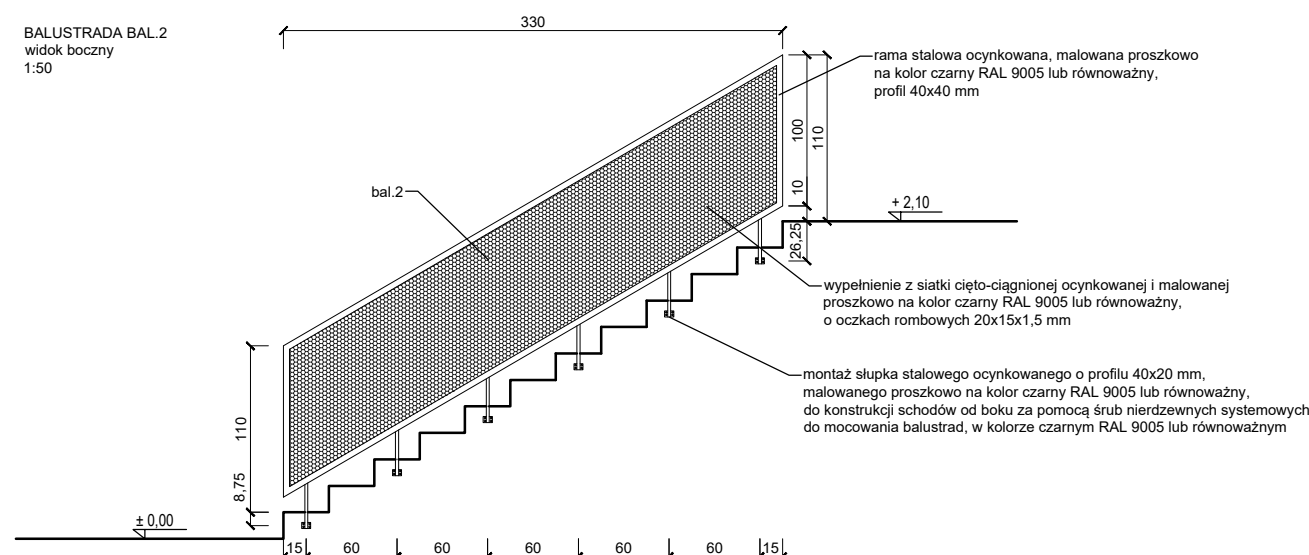 BALUSTRADA BAL.2
widok boczny
1:50
330
rama stalowa ocynkowana, malowana proszkowo
na kolor czarny RAL 9005 lub równoważny,
profil 40x40 mm
100
110
10
bal.2
+ 2,10
26,25
wypełnienie z siatki cięto-ciągnionej ocynkowanej i malowanej
proszkowo na kolor czarny RAL 9005 lub równoważny,
o oczkach rombowych 20x15x1,5 mm
montaż słupka stalowego ocynkowanego o profilu 40x20 mm,
malowanego proszkowo na kolor czarny RAL 9005 lub równoważny,
do konstrukcji schodów od boku za pomocą śrub nierdzewnych systemowych
do mocowania balustrad, w kolorze czarnym RAL 9005 lub równoważnym
110
8,75
± 0,00
15 60 60 60 60 60 15